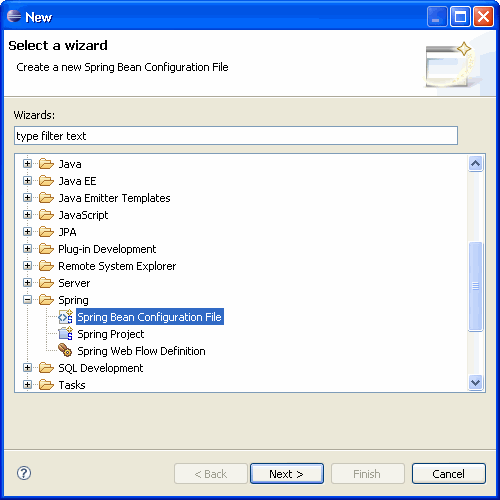 New
Select a wizard
Create a new Spring Bean Configuration File
Wizards:
type filter text
Java
Java EE
Java Emitter Templates
JavaScript
JPA
Plug-in Development
Remote System Explorer
Server
Spring
Spring Bean Configuration File
Spring Project
Spring Web Flow Definition
SQL Development
Tasks
? < Back Next > Finish Cancel